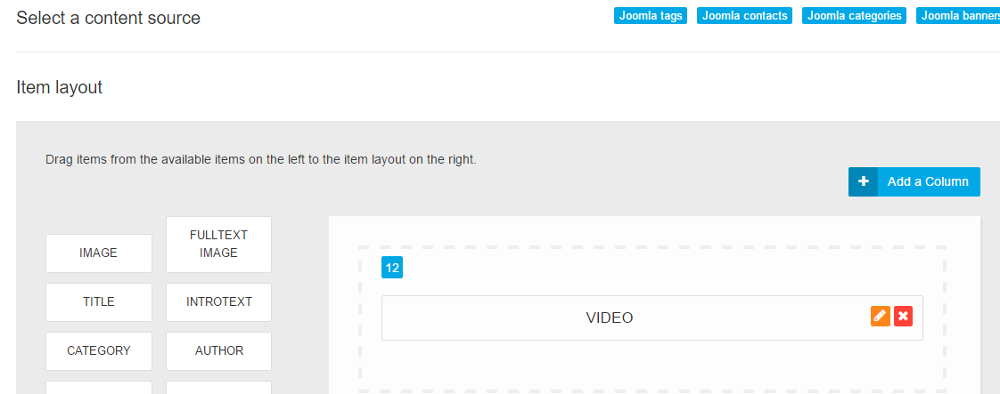 Select a content source
Joomla tags
Joomla contacts
Joomla categories
Joomla banners
Item layout
Drag items from the available items on the left to the item layout on the right.
Add a Column
IMAGE
FULLTEXT
IMAGE
12
TITLE
INTROTEXT
VIDEO
CATEGORY
AUTHOR